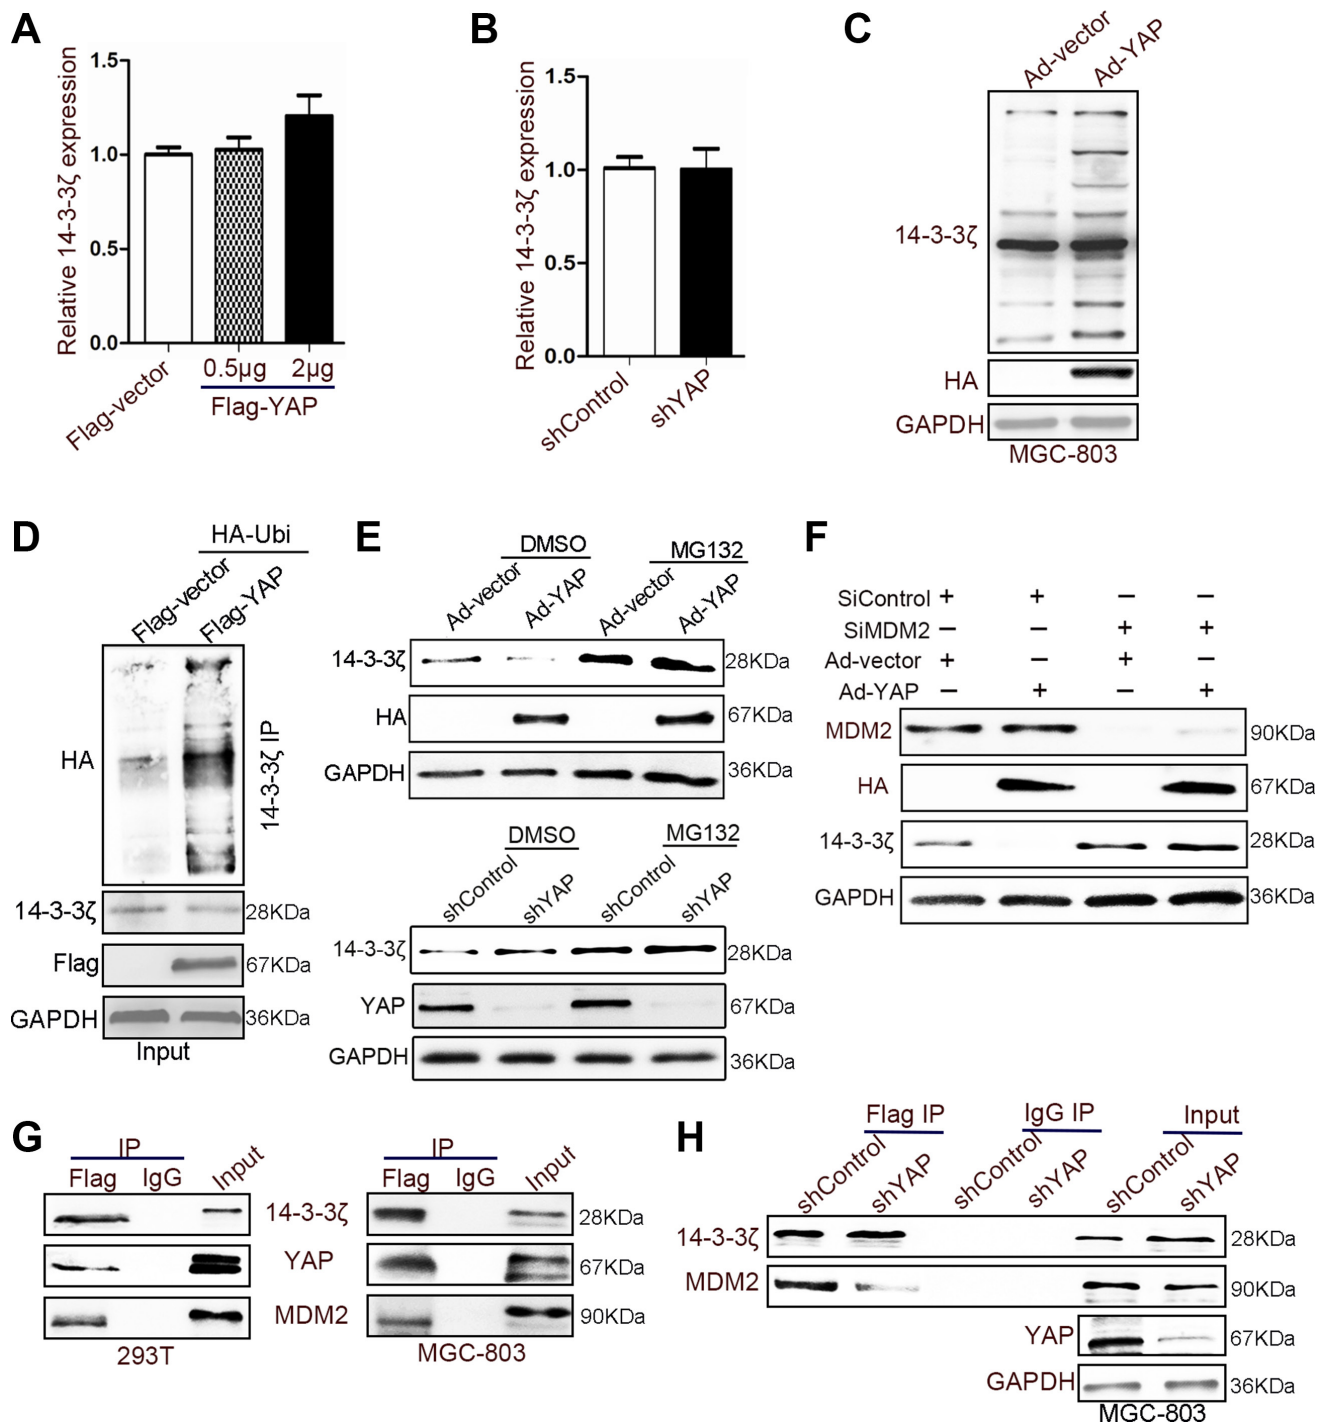 A
Relative 14-3-3ζ expression
1.5
1.0
0.5
0.0
Flag-vector
0.5μg
2μg
Flag-YAP
B
Relative 14-3-3ζ expression
1.5
1.0
0.5
0.0
shControl
shYAP
C
Ad-vector
Ad-YAP
14-3-3ζ
HA
GAPDH
MGC-803
D
HA-Ubi
Flag-vector
Flag-YAP
HA
14-3-3ζ IP
14-3-3ζ 28KDa
Flag 67KDa
GAPDH 36KDa
Input
E
DMSO MG132
Ad-vector Ad-YAP Ad-vector Ad-YAP
14-3-3ζ 28KDa
HA 67KDa
GAPDH 36KDa
DMSO MG132
shControl shYAP shControl shYAP
14-3-3ζ 28KDa
YAP 67KDa
GAPDH 36KDa
F
SiControl + + − −
SiMDM2 − − + +
Ad-vector + − + −
Ad-YAP − + − +
MDM2 90KDa
HA 67KDa
14-3-3ζ 28KDa
GAPDH 36KDa
G
IP
Flag IgG Input
IP
Flag IgG Input
14-3-3ζ 28KDa
YAP 67KDa
MDM2 90KDa
293T
MGC-803
H
Flag IP IgG IP Input
shControl shYAP shControl shYAP shControl shYAP
14-3-3ζ 28KDa
MDM2 90KDa
YAP 67KDa
GAPDH 36KDa
MGC-803